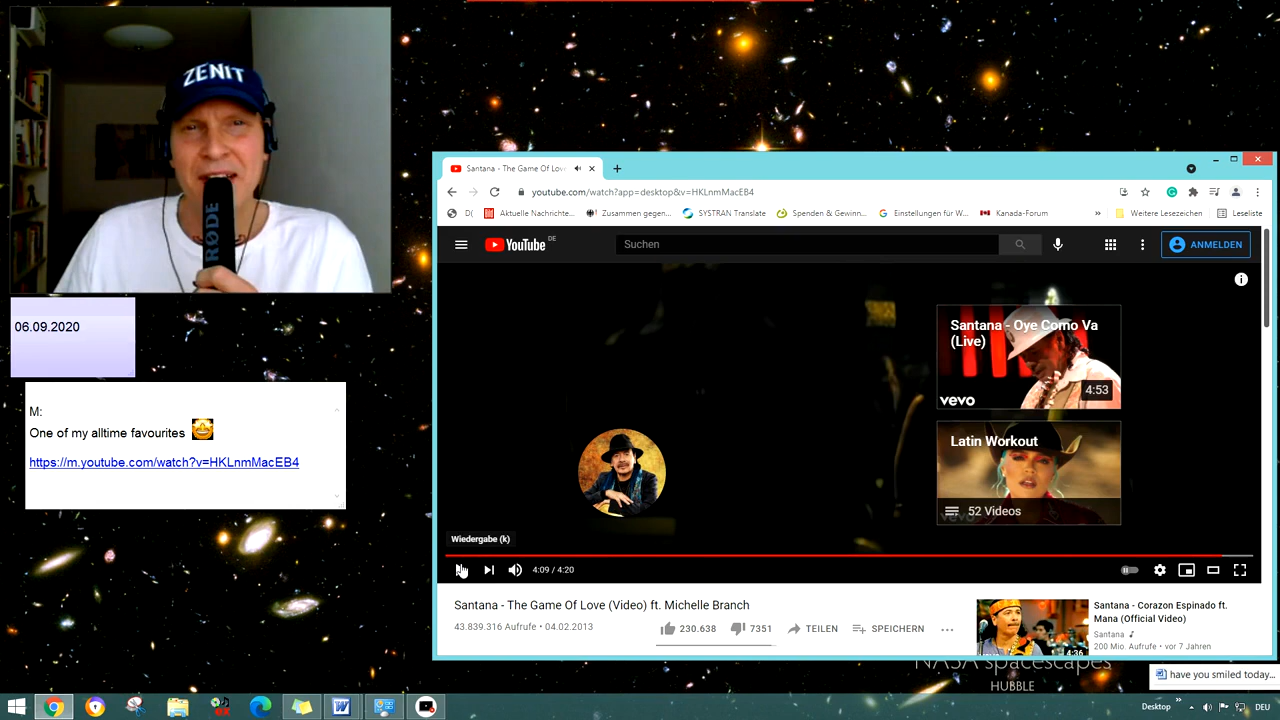 ZENIT
RØDE
06.09.2020
M:
One of my alltime favourites
https://m.youtube.com/watch?v=HKLnmMacEB4
Santana - The Game Of Lov
youtube.com/watch?app=desktop&v=HKLnmMacEB4
D(
Aktuelle Nachrichte...
Zusammen gegen...
SYSTRAN Translate
Spenden & Gewinn...
Einstellungen für W...
Kanada-Forum
»
Weitere Lesezeichen
Leseliste
YouTube DE
Suchen
ANMELDEN
Santana - Oye Como Va
(Live)
4:53
vevo
Latin Workout
52 Videos
vevo
Wiedergabe (k)
4:09 / 4:20
Santana - The Game Of Love (Video) ft. Michelle Branch
43.839.316 Aufrufe • 04.02.2013
230.638
7351
TEILEN
SPEICHERN
Santana - Corazon Espinado ft.
Mana (Official Video)
Santana
200 Mio. Aufrufe • vor 7 Jahren
4:36
NASA spacescapes
HUBBLE
have you smiled today...
Desktop
»
DEU